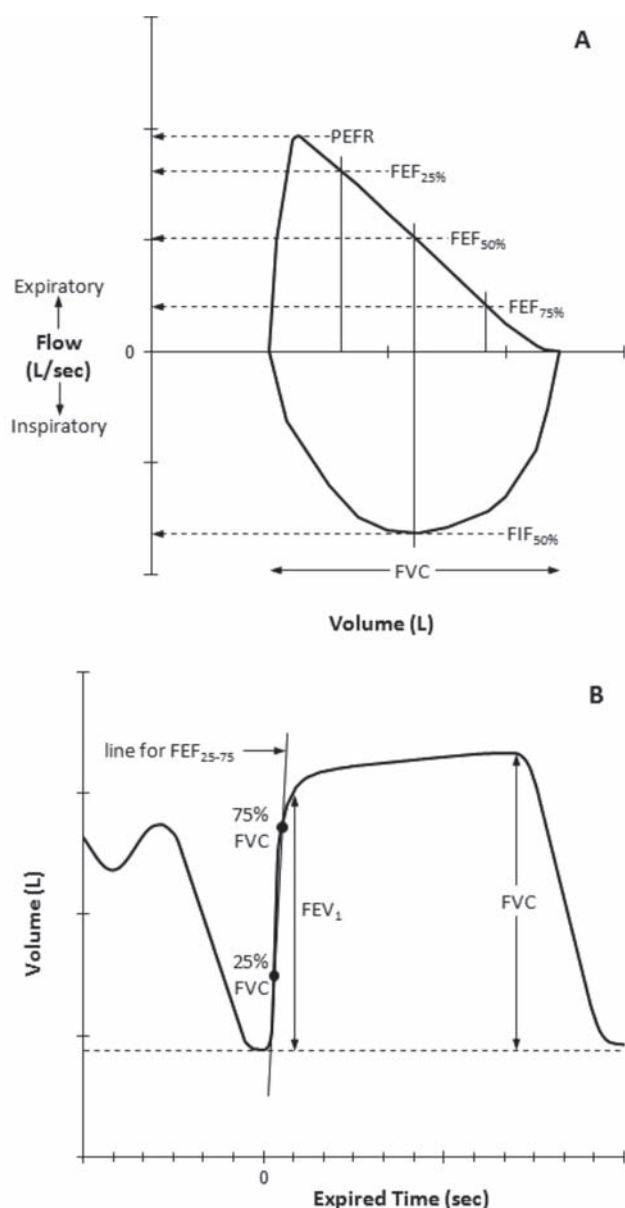 A
PEFR
FEF25%
FEF50%
Expiratory
FEF75%
Flow
(L/sec)
0
Inspiratory
FIF50%
FVC
Volume (L)
B
line for FEF25-75
75%
FVC
Volume (L)
FEV1
FVC
25%
FVC
0
Expired Time (sec)